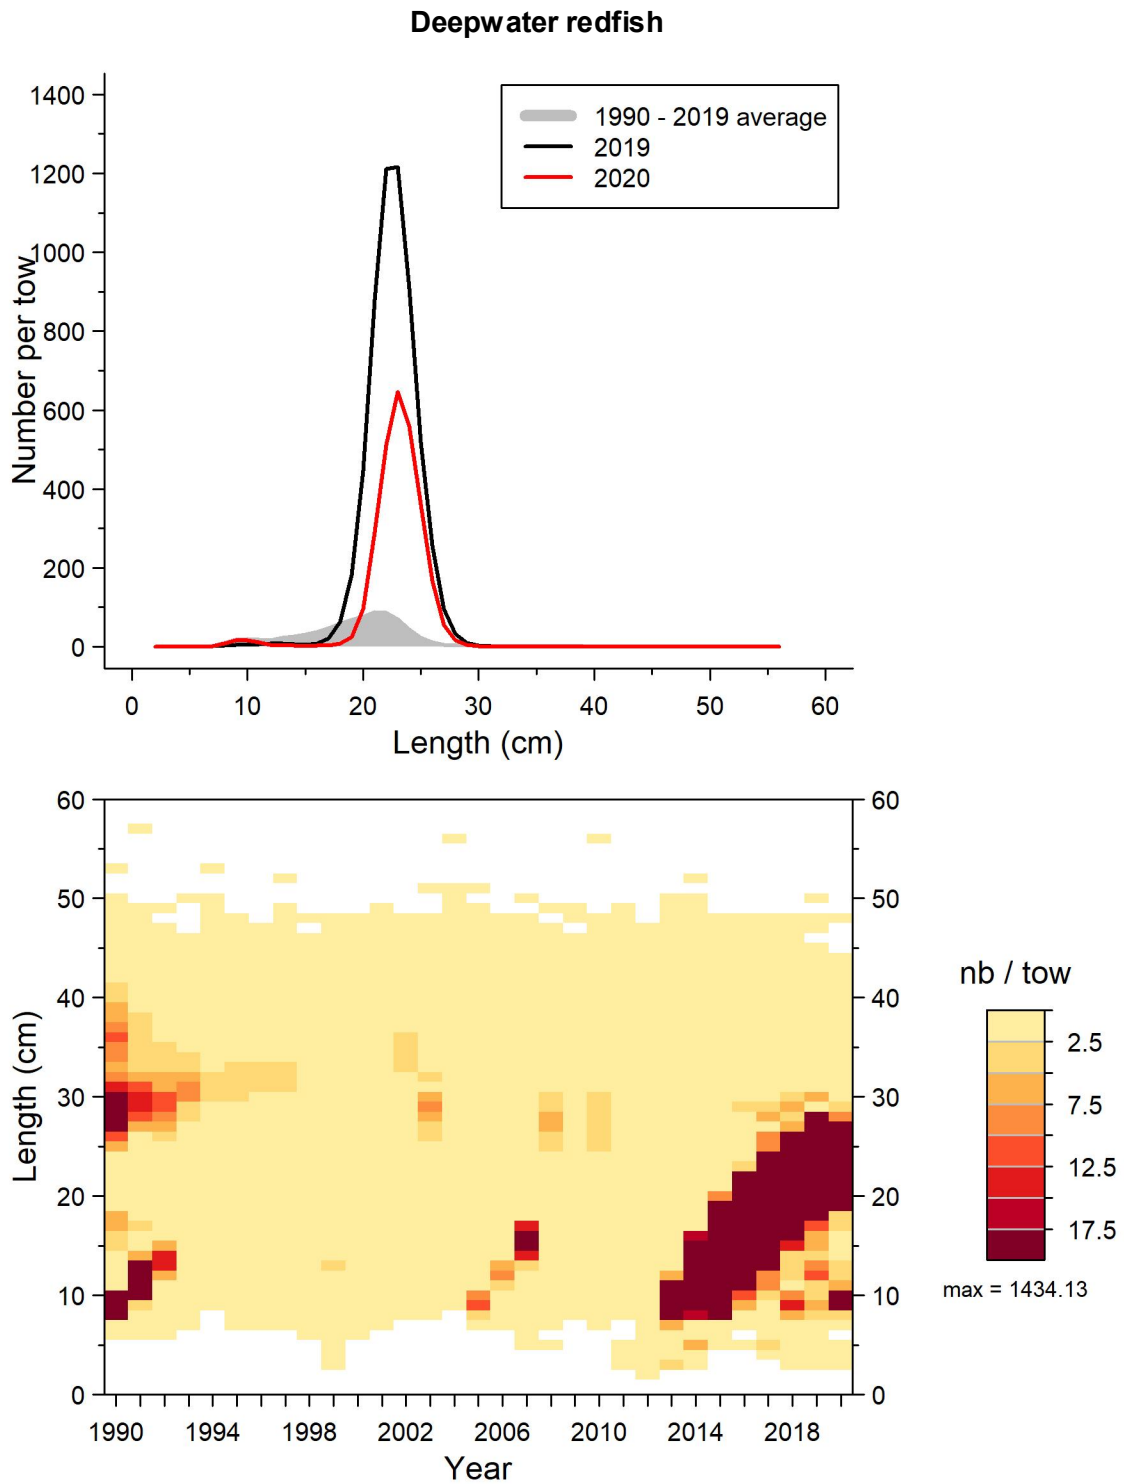 Deepwater redfish
1400
1200
1000
800
600
400
200
0
Number per tow
1990 - 2019 average
2019
2020
0 10 20 30 40 50 60
Length (cm)
60 60
50 50
40 40
30 30
20 20
10 10
0 0
Length (cm)
1990 1994 1998 2002 2006 2010 2014 2018
Year
nb / tow
2.5
7.5
12.5
17.5
max = 1434.13